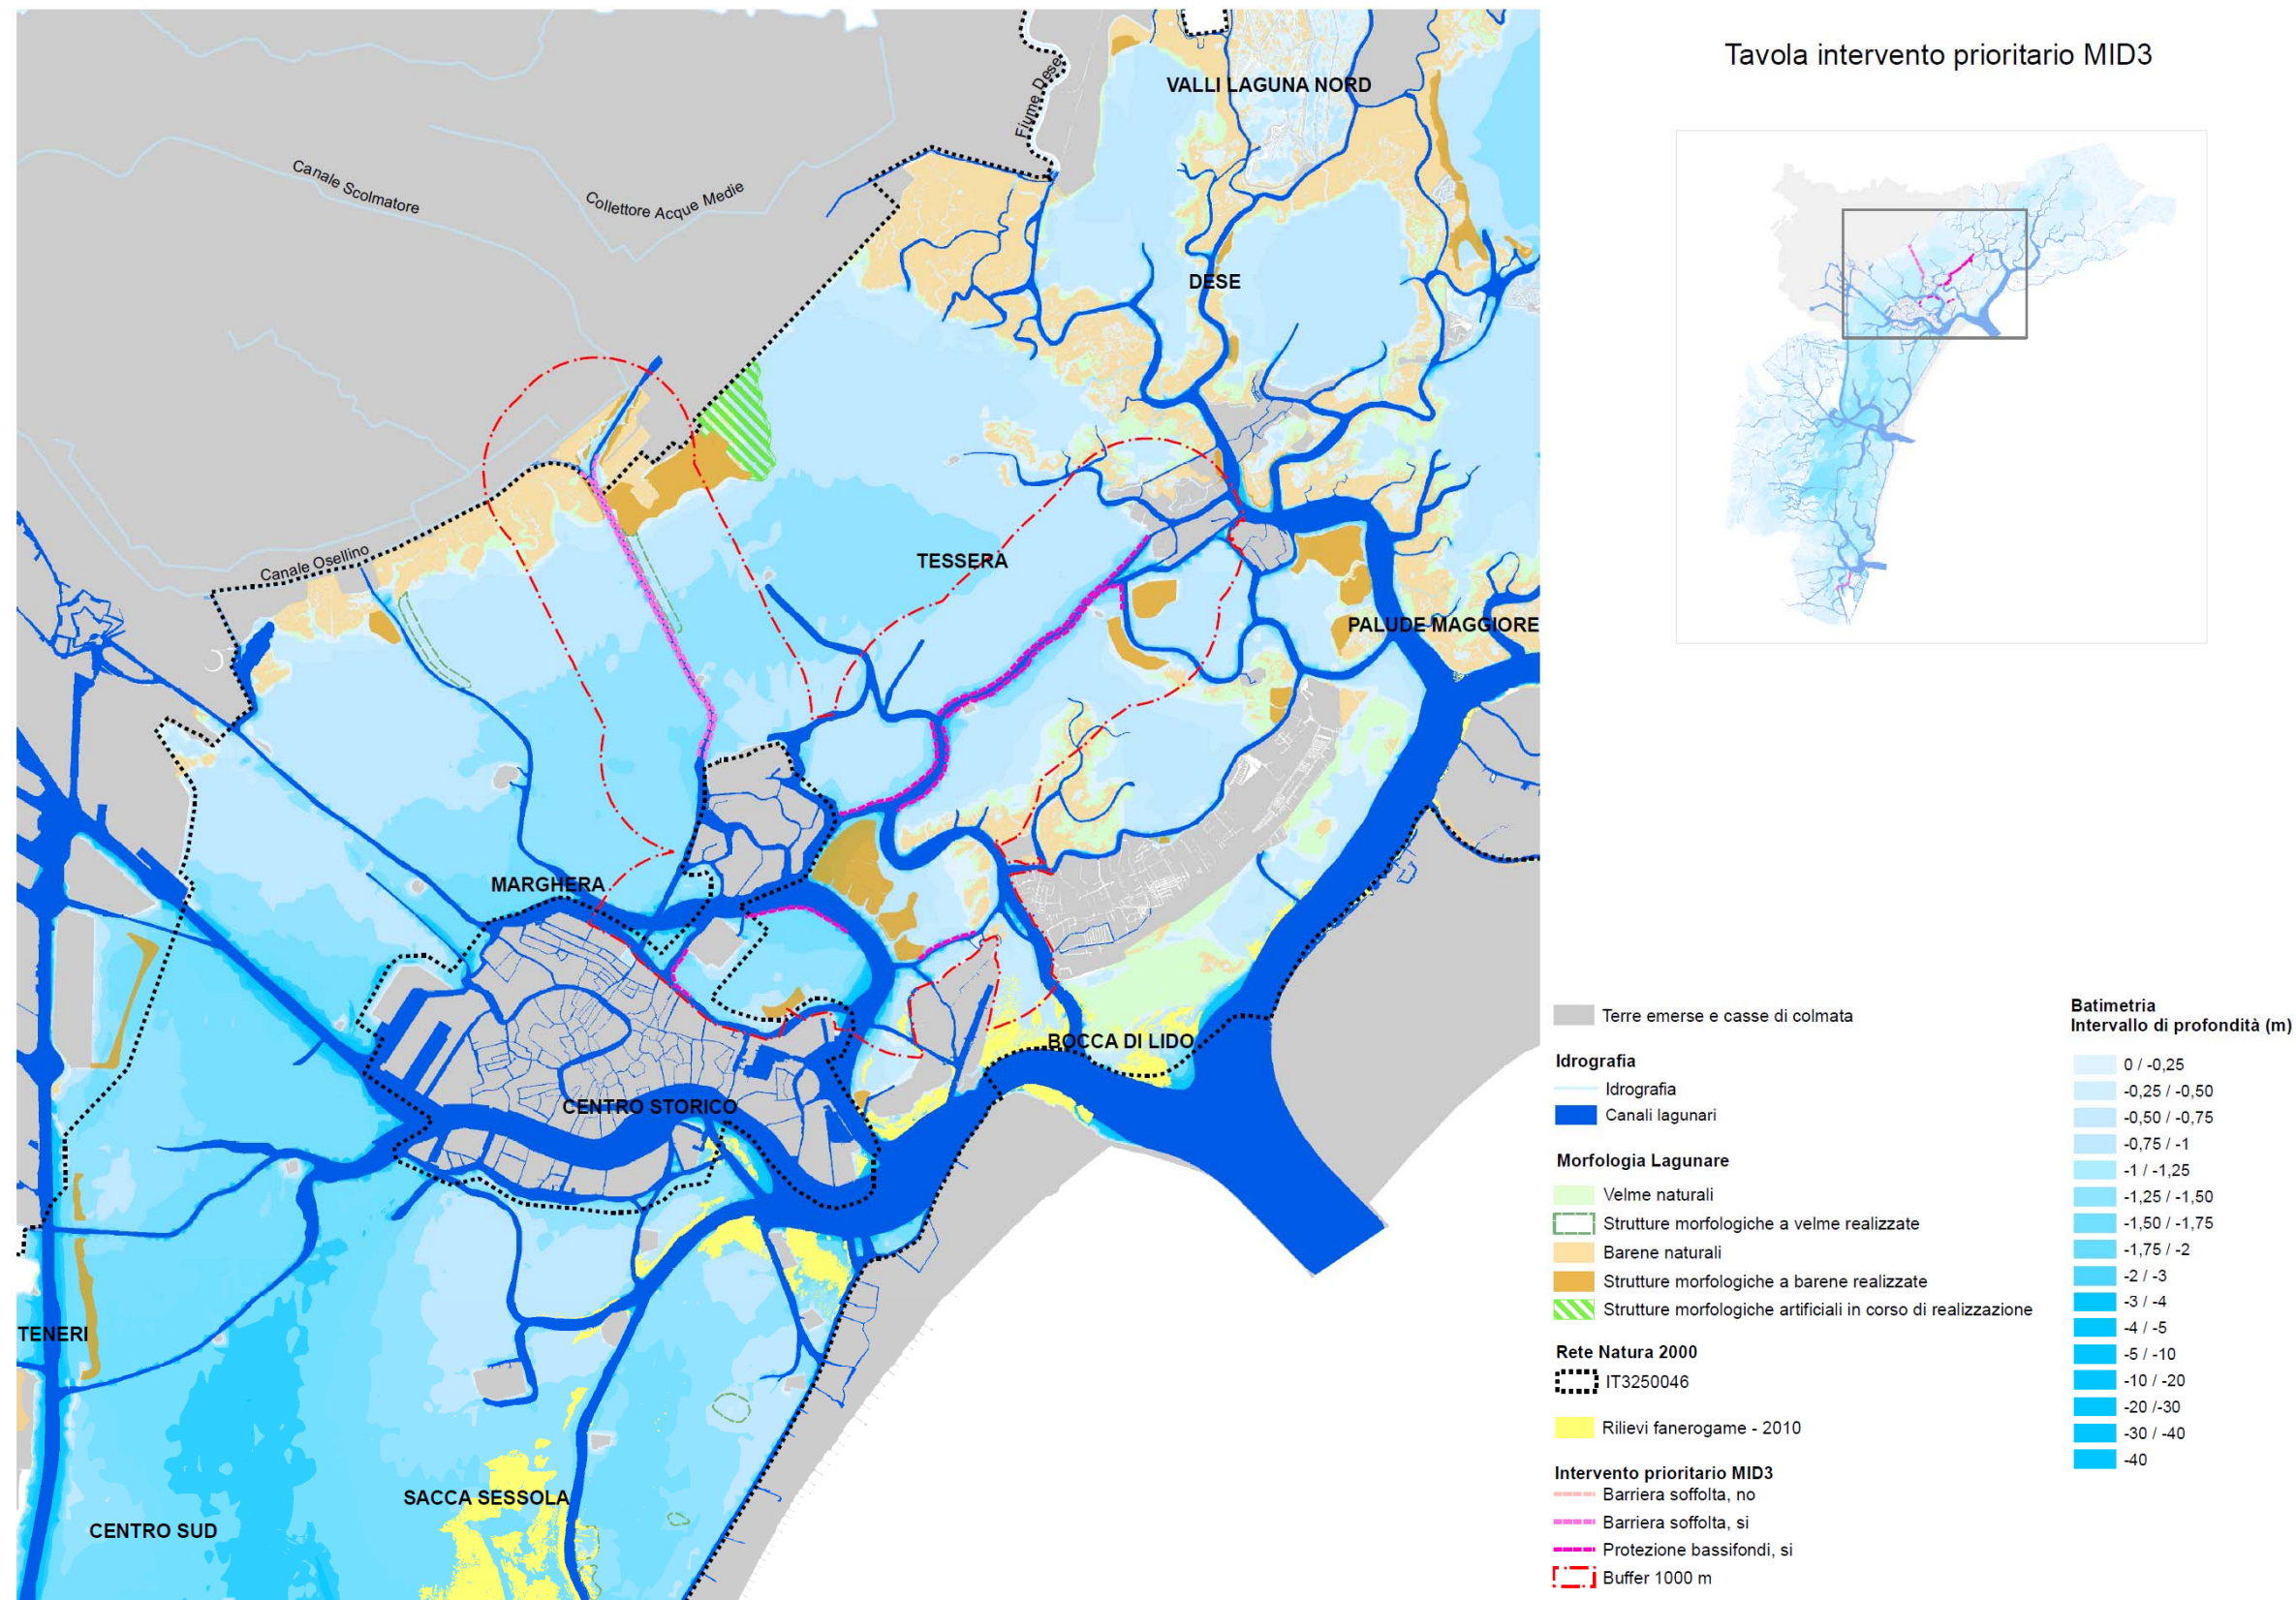 Tavola intervento prioritario MID3
VALLI LAGUNA NORD
Fiume Dese
Canale Scolmatore
Collettore Acque Medie
DESE
TESSERA
Canale Osellino
PALUDE MAGGIORE
MARGHERA
BOCCA DI LIDO
CENTRO STORICO
TENERI
SACCA SESSOLA
CENTRO SUD
Terre emerse e casse di colmata
Idrografia
Idrografia
Canali lagunari
Morfologia Lagunare
Velme naturali
Strutture morfologiche a velme realizzate
Barene naturali
Strutture morfologiche a barene realizzate
Strutture morfologiche artificiali in corso di realizzazione
Rete Natura 2000
IT3250046
Rilievi fanerogame - 2010
Intervento prioritario MID3
Barriera soffolta, no
Barriera soffolta, si
Protezione bassifondi, si
Buffer 1000 m
Batimetria
Intervallo di profondità (m)
0 / -0,25
-0,25 / -0,50
-0,50 / -0,75
-0,75 / -1
-1 / -1,25
-1,25 / -1,50
-1,50 / -1,75
-1,75 / -2
-2 / -3
-3 / -4
-4 / -5
-5 / -10
-10 / -20
-20 /-30
-30 / -40
-40